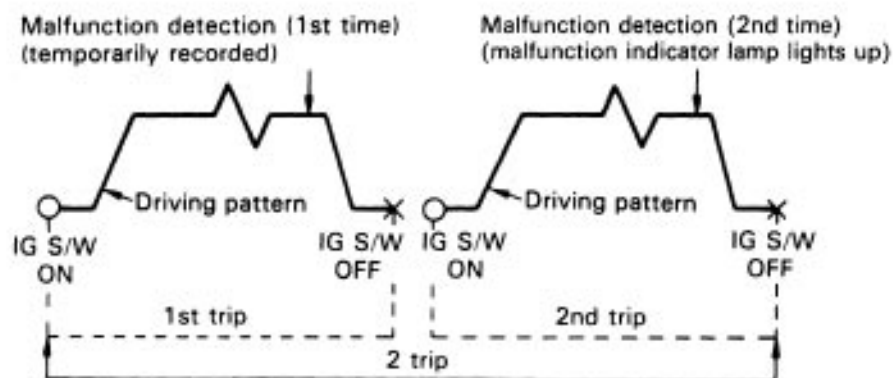 Malfunction detection (1st time)
(temporarily recorded)
Malfunction detection (2nd time)
(malfunction indicator lamp lights up)
Driving pattern
Driving pattern
IG S/W
ON
IG S/W
OFF
IG S/W
ON
IG S/W
OFF
1st trip
2nd trip
2 trip